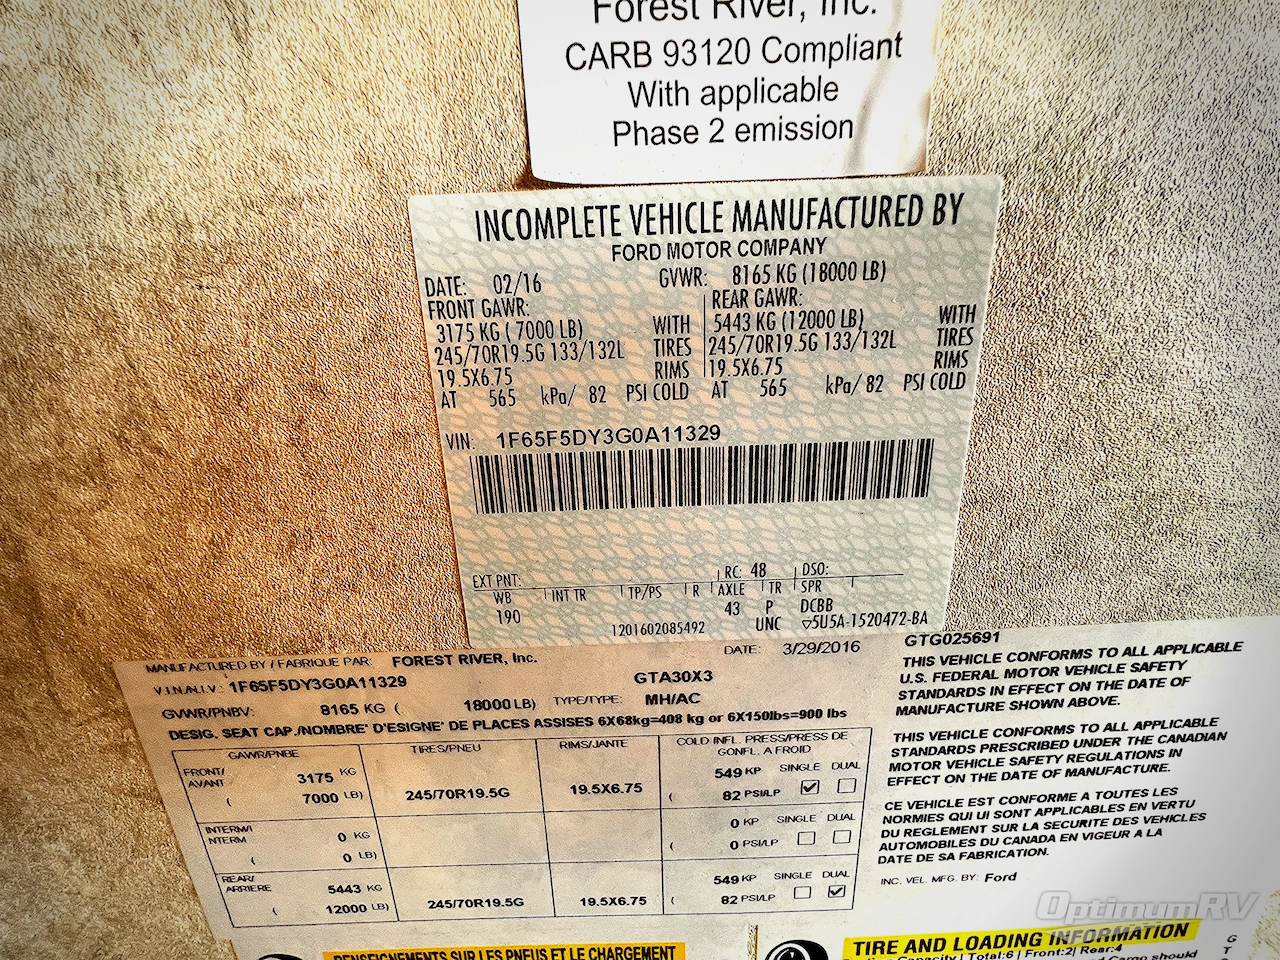 Forest River, Inc.
CARB 93120 Compliant
With applicable
Phase 2 emission
INCOMPLETE VEHICLE MANUFACTURED BY
FORD MOTOR COMPANY
DATE: 02/16 GVWR: 8165 KG (18000 LB)
FRONT GAWR: REAR GAWR:
3175 KG ( 7000 LB) WITH 5443 KG (12000 LB) WITH
245/70R19.5G 133/132L TIRES 245/70R19.5G 133/132L TIRES
19.5X6.75 RIMS 19.5X6.75 RIMS
AT 565 kPa/ 82 PSI COLD AT 565 kPa/ 82 PSI COLD
VIN: 1F65F5DY3G0A11329
EXT PNT: RC: 48 DSO:
WB INT TR TP/PS R AXLE TR SPR
190 43 P DCBB
1201602085492 UNC ▽5U5A-1520472-BA
MANUFACTURED BY / FABRIQUE PAR: FOREST RIVER, Inc. DATE: 3/29/2016
V.I.N./N.I.V.: 1F65F5DY3G0A11329 GTA30X3
GVWR/PNBV: 8165 KG ( 18000 LB) TYPE/TYPE: MH/AC
DESIG. SEAT CAP./NOMBRE' D'ESIGNE' DE PLACES ASSISES 6X68kg=408 kg or 6X150lbs=900 lbs
GAWR/PNBE TIRES/PNEU RIMS/JANTE COLD INFL. PRESS/PRESS DE
GONFL. A FROID
FRONT/
AVANT 3175 KG 549 KP SINGLE DUAL
( 7000 LB) 245/70R19.5G 19.5X6.75 ( 82 PSI/LP
INTERM/I
NTERM 0 KG 0 KP SINGLE DUAL
( 0 LB) ( 0 PSI/LP
REAR/
ARRIERE 5443 KG 549 KP SINGLE DUAL
( 12000 LB) 245/70R19.5G 19.5X6.75 ( 82 PSI/LP
GTG025691
THIS VEHICLE CONFORMS TO ALL APPLICABLE
U.S. FEDERAL MOTOR VEHICLE SAFETY
STANDARDS IN EFFECT ON THE DATE OF
MANUFACTURE SHOWN ABOVE.
THIS VEHICLE CONFORMS TO ALL APPLICABLE
STANDARDS PRESCRIBED UNDER THE CANADIAN
MOTOR VEHICLE SAFETY REGULATIONS IN
EFFECT ON THE DATE OF MANUFACTURE.
CE VEHICLE EST CONFORME A TOUTES LES
NORMIES QUI UI SONT APPLICABLES EN VERTU
DU REGLEMENT SUR LA SECURITE DES VEHICLES
AUTOMOBILES DU CANADA EN VIGEUR A LA
DATE DE SA FABRICATION.
INC. VEL. MFG. BY: Ford
OptimumRV
RENSEIGNEMENTS SUR LES PNEUS ET LE CHARGEMENT
TIRE AND LOADING INFORMATION
Capacity | Total:6 | Front:2| Rear:4
should
G
T